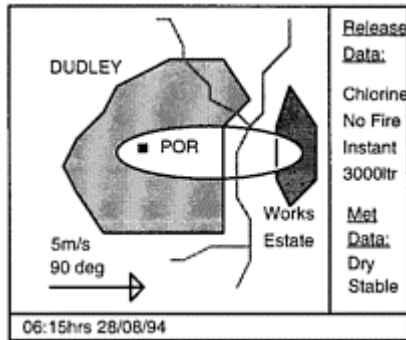 DUDLEY
POR
Works
Estate
5m/s
90 deg
Release
Data:
Chlorine
No Fire
Instant
3000ltr
Met
Data:
Dry
Stable
06:15hrs 28/08/94